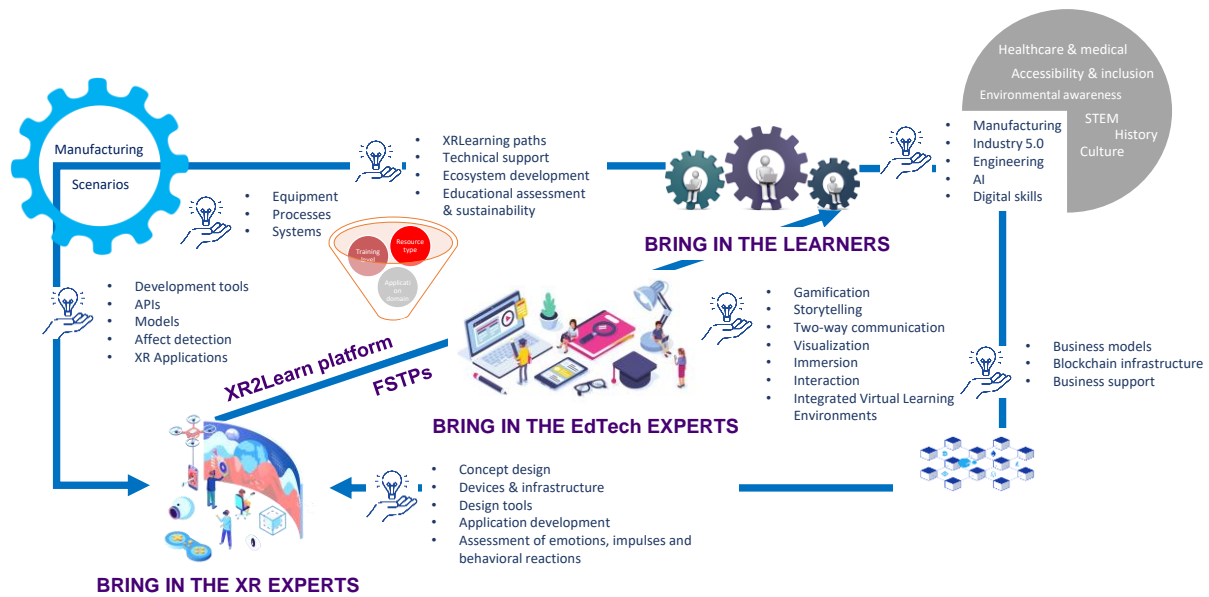 Healthcare & medical
Accessibility & inclusion
Environmental awareness
STEM
History
Culture
Manufacturing
Scenarios
• Equipment
• Processes
• Systems
• XRLearning paths
• Technical support
• Ecosystem development
• Educational assessment
& sustainability
Training
level
Resource
type
Applicati
on
domain
BRING IN THE LEARNERS
• Manufacturing
• Industry 5.0
• Engineering
• AI
• Digital skills
• Development tools
• APIs
• Models
• Affect detection
• XR Applications
XR2Learn platform
FSTPs
BRING IN THE EdTech EXPERTS
• Gamification
• Storytelling
• Two-way communication
• Visualization
• Immersion
• Interaction
• Integrated Virtual Learning
Environments
• Business models
• Blockchain infrastructure
• Business support
• Concept design
• Devices & infrastructure
• Design tools
• Application development
• Assessment of emotions, impulses and
behavioral reactions
BRING IN THE XR EXPERTS